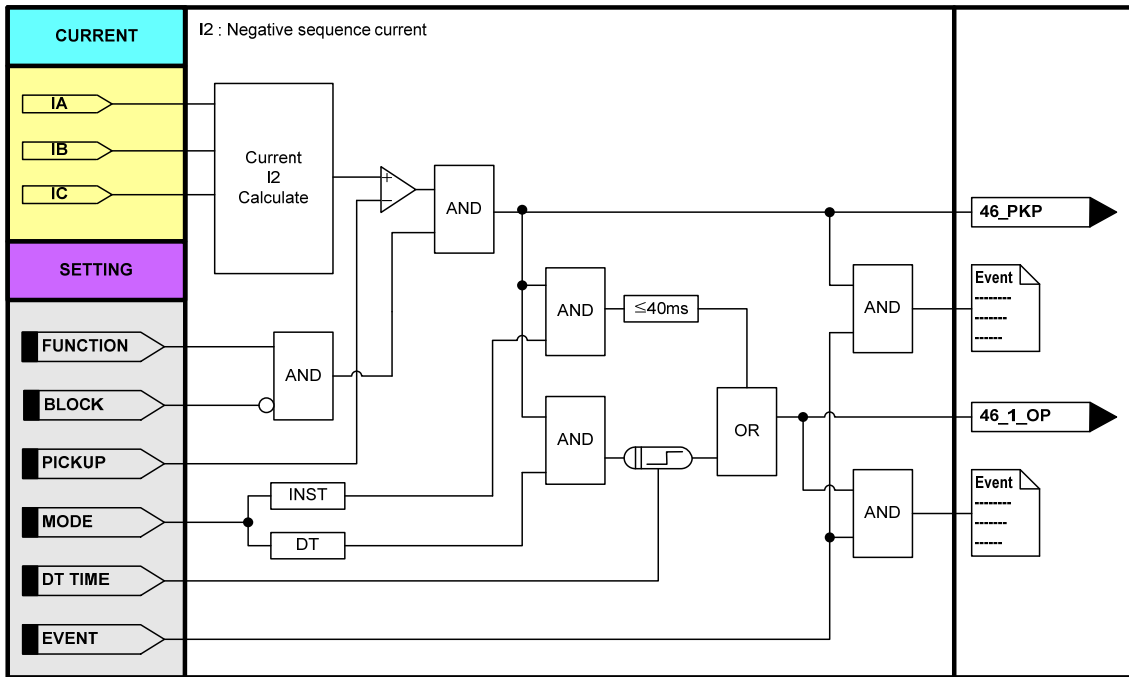 CURRENT
I2 : Negative sequence current
IA
IB
IC
Current
I2
Calculate
+
−
AND
46_PKP
SETTING
Event
--------
-------
------
AND
≤40ms
AND
FUNCTION
AND
BLOCK
46_1_OP
AND
OR
PICKUP
Event
--------
-------
------
INST
MODE
AND
DT
DT TIME
EVENT